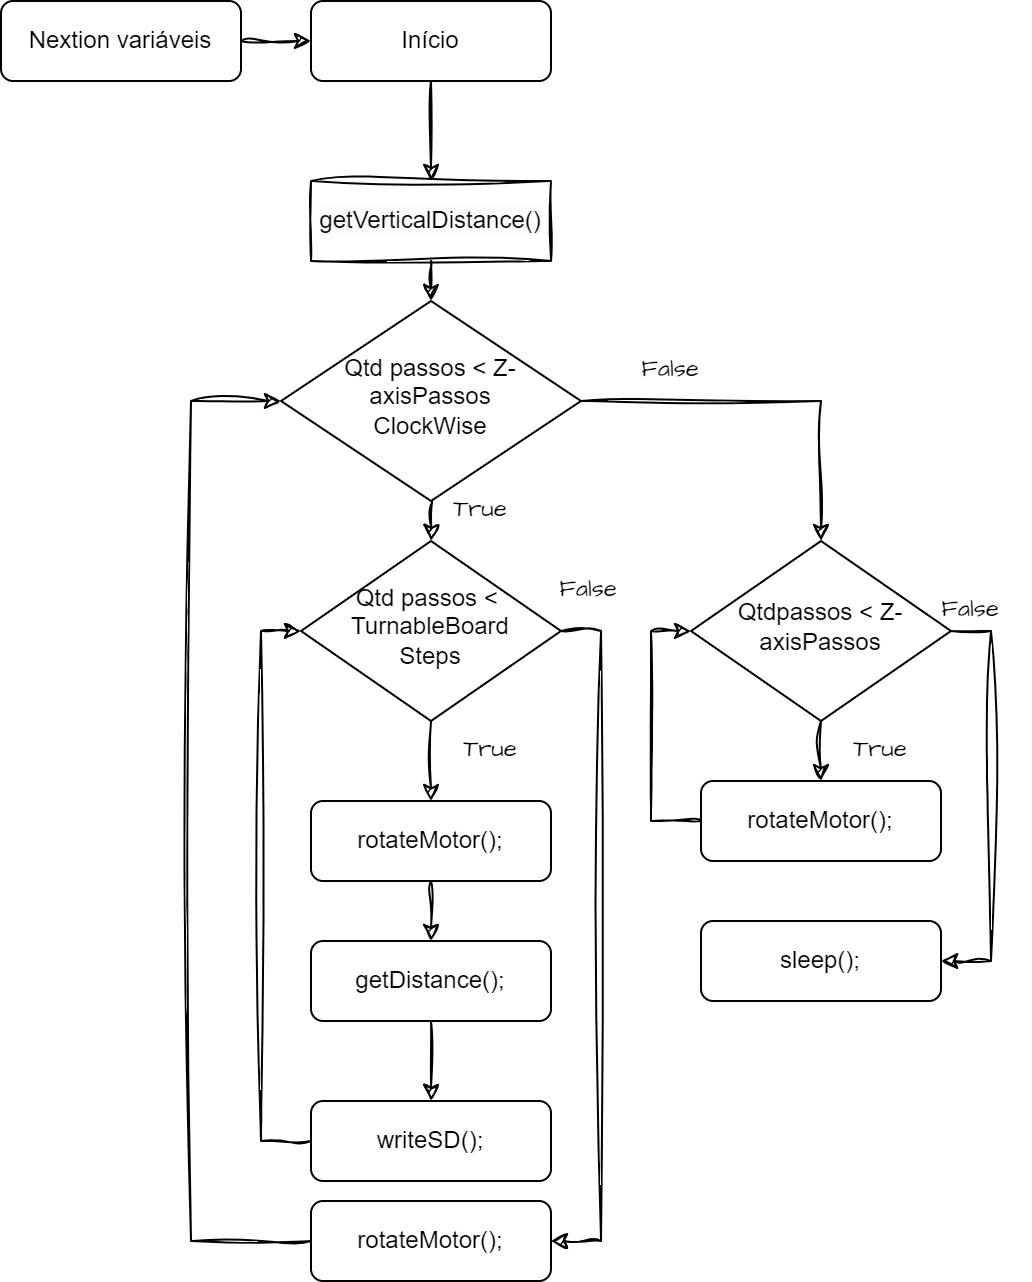 Nextion variáveis
Início
getVerticalDistance()
Qtd passos < Z-
axisPassos
ClockWise
False
True
Qtd passos <
TurnableBoard
Steps
False
True
rotateMotor();
getDistance();
writeSD();
rotateMotor();
Qtdpassos < Z-
axisPassos
False
True
rotateMotor();
sleep();